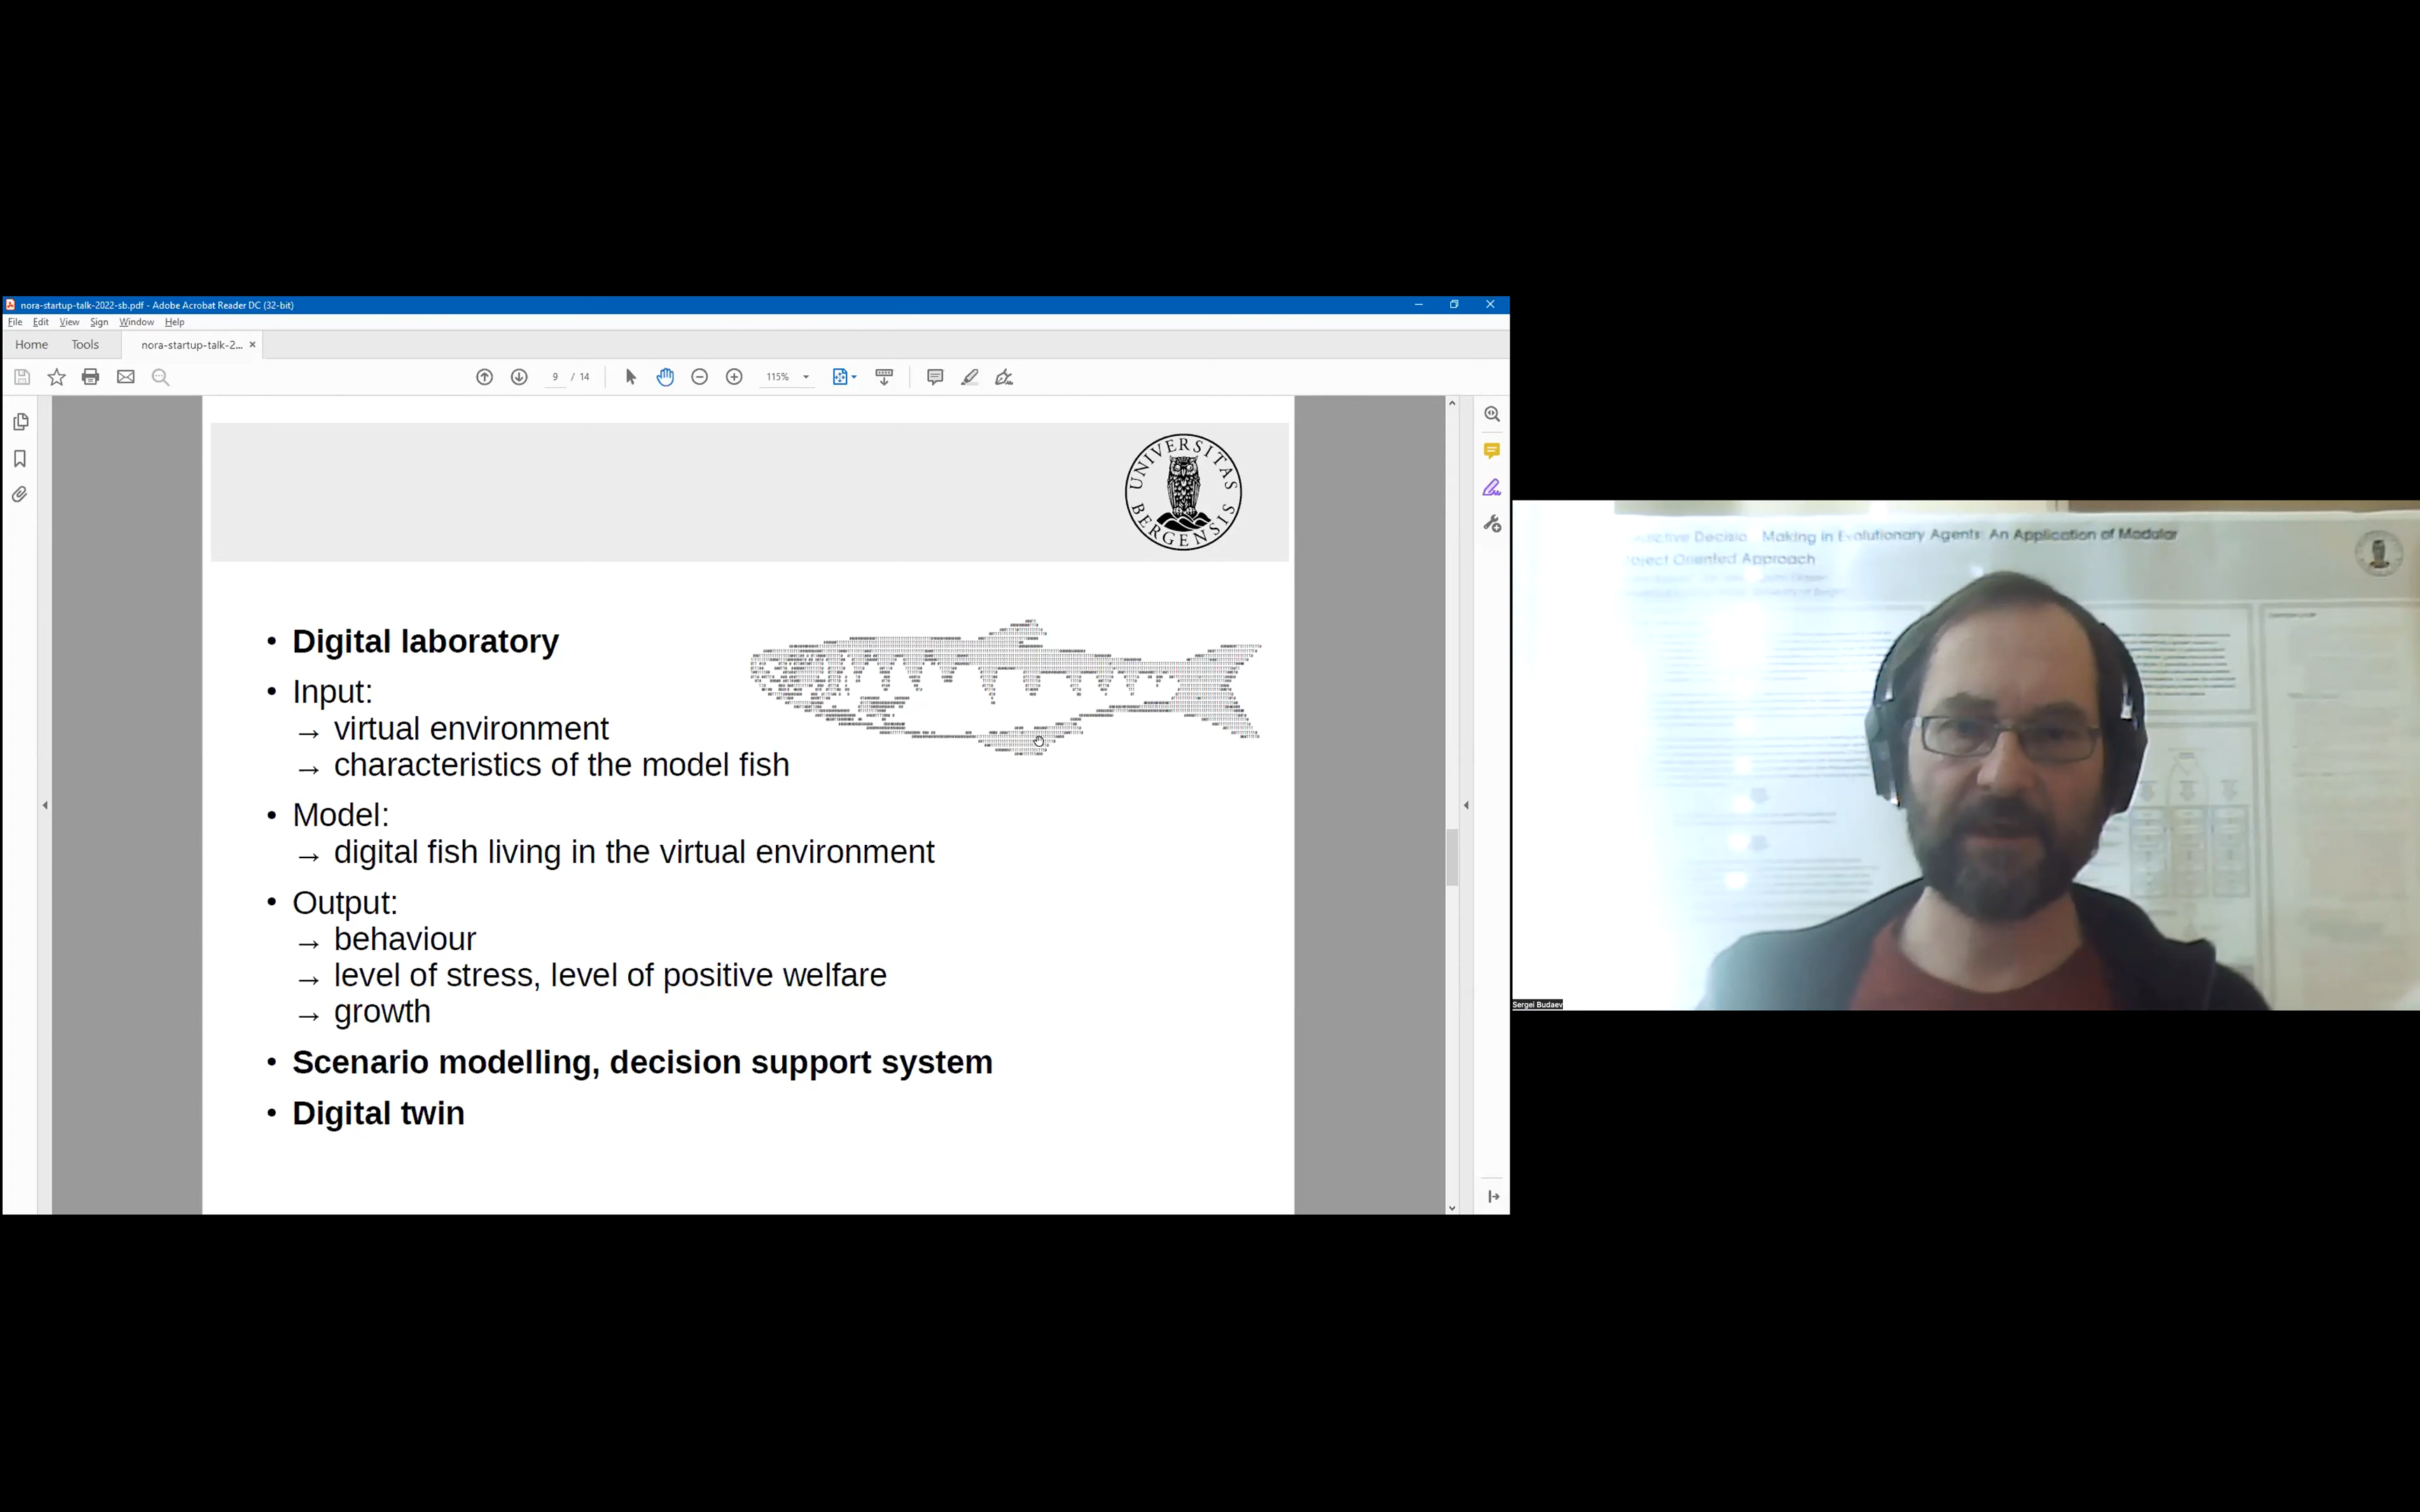 nora-startup-talk-2022-sb.pdf - Adobe Acrobat Reader DC (32-bit)
File Edit View Sign Window Help
Home Tools nora-startup-talk-2...
9 / 14 115%
UNIVERSITAS
BERGENSIS
• Digital laboratory
• Input:
→ virtual environment
→ characteristics of the model fish
• Model:
→ digital fish living in the virtual environment
• Output:
→ behaviour
→ level of stress, level of positive welfare
→ growth
• Scenario modelling, decision support system
• Digital twin
Making in Evolutionary Agents: An Application of Modular
Oriented Approach
Sergei Budaev